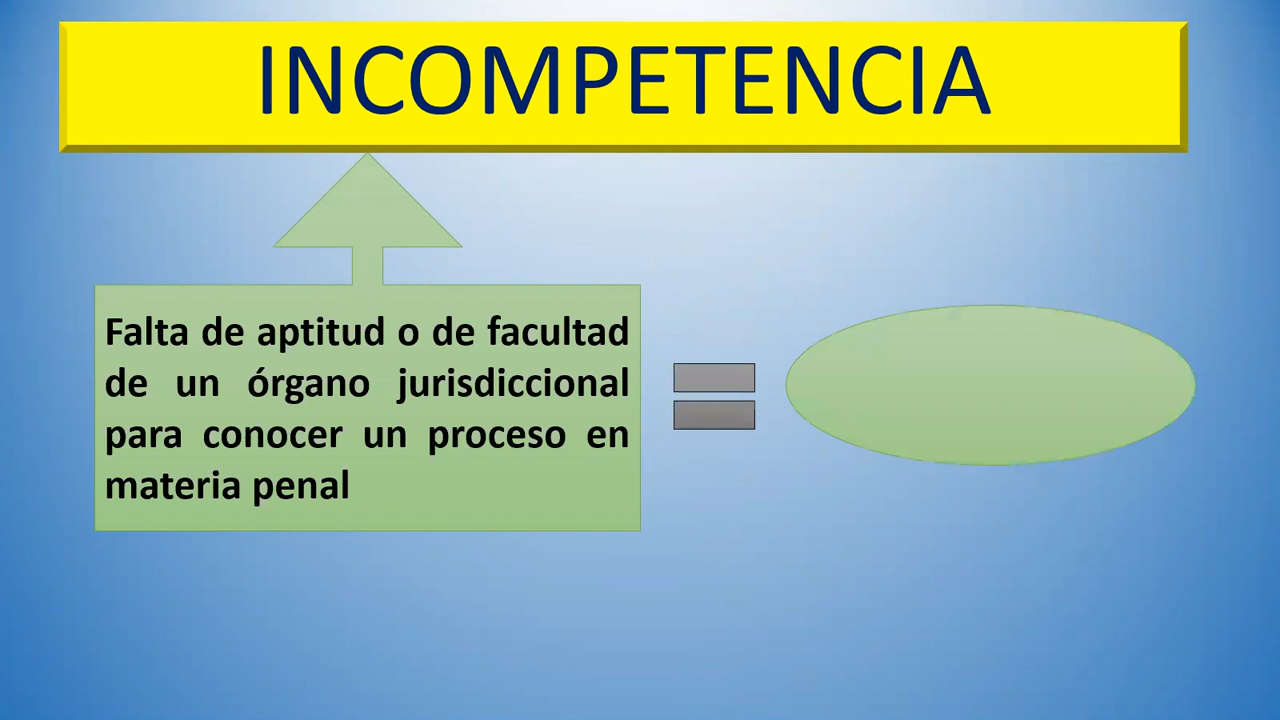 INCOMPETENCIA
Falta de aptitud o de facultad
de un órgano jurisdiccional
para conocer un proceso en
materia penal